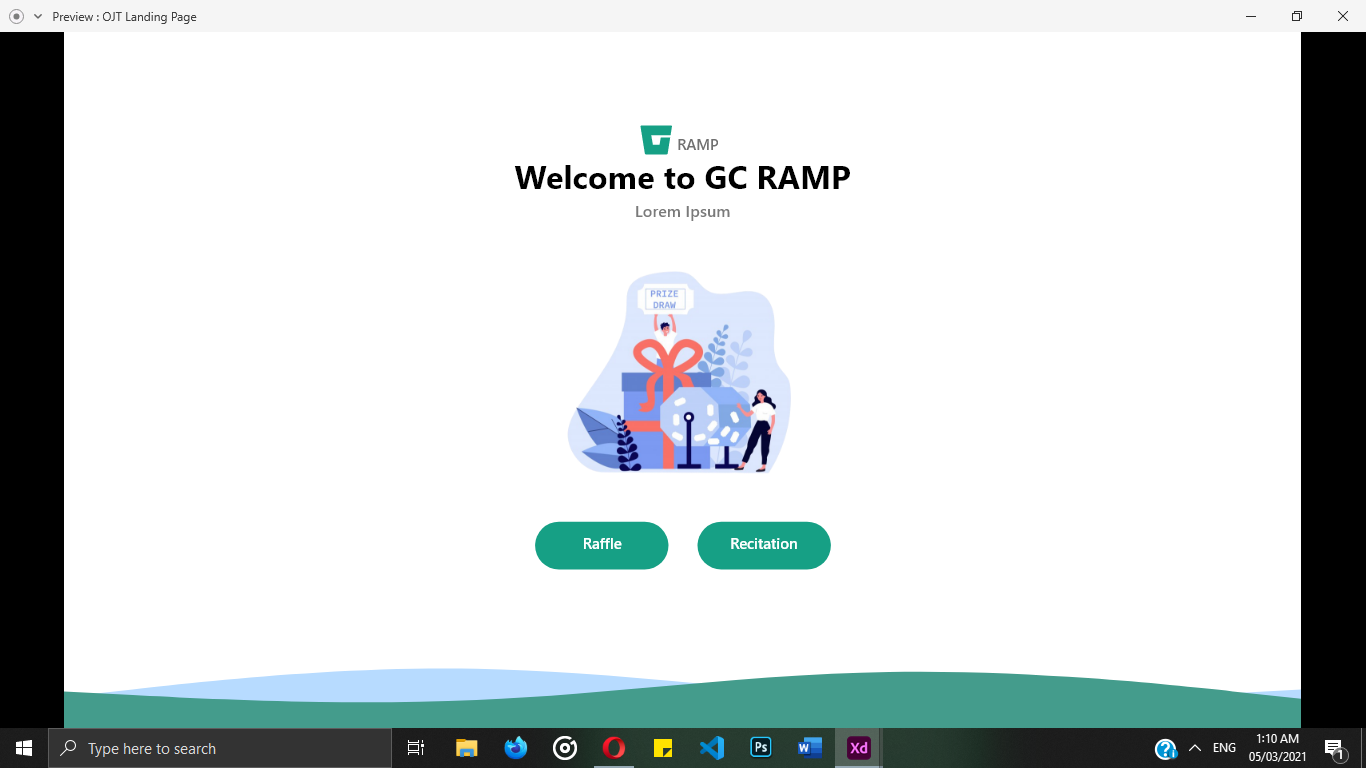 Preview : OJT Landing Page
RAMP
Welcome to GC RAMP
Lorem Ipsum
PRIZE
DRAW
Raffle
Recitation
Type here to search
Ps
W
Xd
ENG
1:10 AM
05/03/2021
1